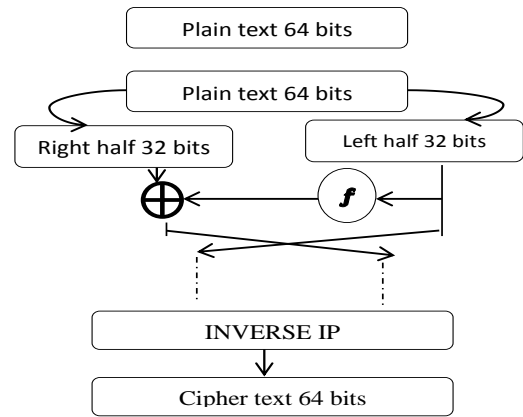 Plain text 64 bits
Plain text 64 bits
Right half 32 bits
Left half 32 bits
f
INVERSE IP
Cipher text 64 bits